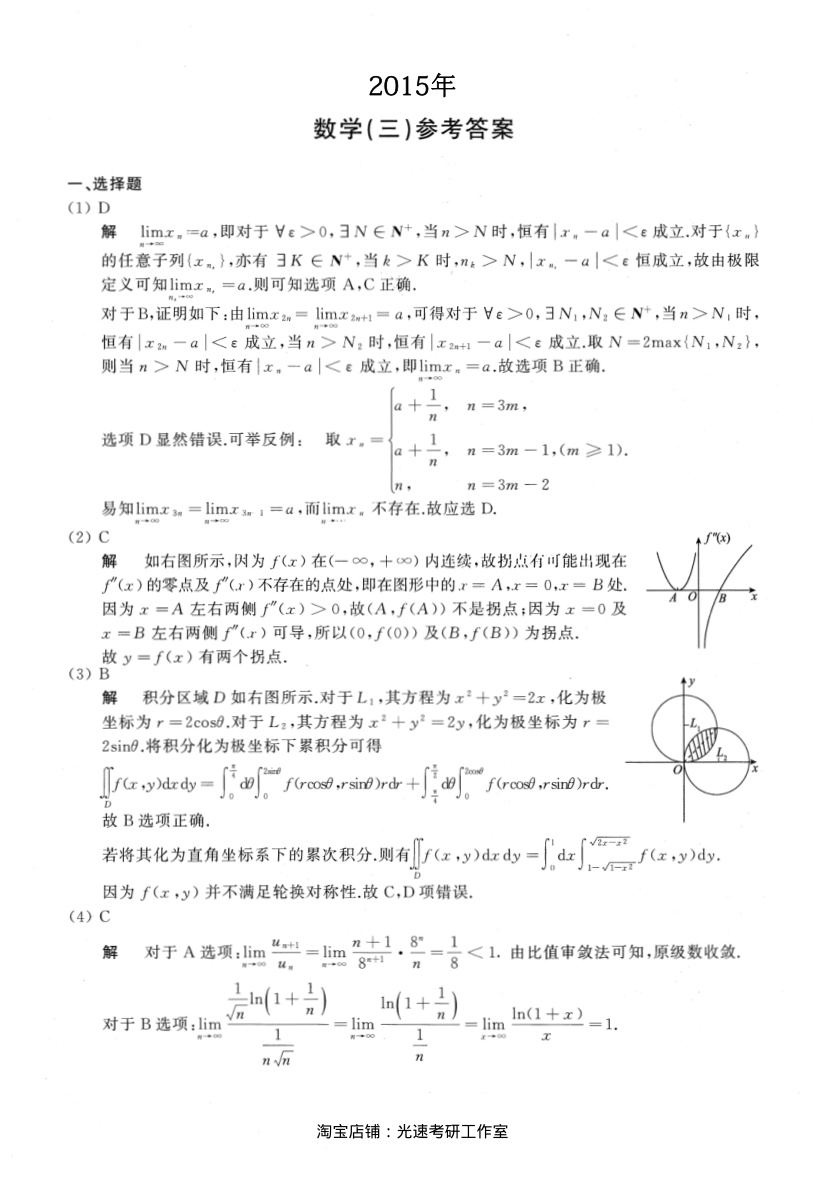 2015年
数学(三)参考答案
一、选择题
(1) D
解 lim_{n→∞} x_n = a,即对于 ∀ε>0,∃N∈N⁺,当 n>N 时,恒有|x_n − a|<ε 成立.对于{x_n}
的任意子列{x_{n_k}},亦有 ∃K∈N⁺,当 k>K 时,n_k>N,|x_{n_k} − a|<ε 恒成立,故由极限
定义可知 lim_{n_k→∞} x_{n_k} = a.则可知选项 A,C 正确.
对于B,证明如下:由 lim_{n→∞} x_{2n} = lim_{n→∞} x_{2n+1} = a,可得对于 ∀ε>0,∃N₁,N₂∈N⁺,当 n>N₁ 时,
恒有|x_{2n} − a|<ε 成立,当 n>N₂ 时,恒有|x_{2n+1} − a|<ε 成立.取 N=2max{N₁,N₂},
则当 n>N 时,恒有|x_n − a|<ε 成立,即 lim_{n→∞} x_n = a.故选项 B 正确.
选项 D 显然错误.可举反例: 取 x_n = {
a + 1/n, n=3m,
a + 1/n, n=3m−1,(m≥1).
n, n=3m−2
易知 lim_{n→∞} x_{3n} = lim_{n→∞} x_{3n-1} = a,而 lim x_n 不存在.故应选 D.
(2) C
解 如右图所示,因为 f(x) 在(−∞,+∞) 内连续,故拐点有可能出现在
f″(x) 的零点及 f″(x) 不存在的点处,即在图形中的 x=A,x=0,x=B 处.
因为 x=A 左右两侧 f″(x)>0,故(A,f(A)) 不是拐点;因为 x=0 及
x=B 左右两侧 f″(x) 可导,所以(0,f(0)) 及(B,f(B)) 为拐点.
故 y=f(x) 有两个拐点.
f″(x)
A O B x
(3) B
解 积分区域 D 如右图所示.对于 L₁,其方程为 x²+y²=2x,化为极
坐标为 r=2cosθ.对于 L₂,其方程为 x²+y²=2y,化为极坐标为 r=
2sinθ.将积分化为极坐标下累积分可得
∬_D f(x,y)dxdy = ∫_0^{π/4} dθ ∫_0^{2sinθ} f(rcosθ,rsinθ)rdr + ∫_{π/4}^{π/2} dθ ∫_0^{2cosθ} f(rcosθ,rsinθ)rdr.
故 B 选项正确.
y
L₁
L₂
O x
若将其化为直角坐标系下的累次积分.则有 ∬_D f(x,y)dxdy = ∫_0^1 dx ∫_{1−√(1−x²)}^{√(2x−x²)} f(x,y)dy.
因为 f(x,y) 并不满足轮换对称性.故 C,D 项错误.
(4) C
解 对于 A 选项:lim_{n→∞} u_{n+1}/u_n = lim_{n→∞} (n+1)/8^{n+1} · 8^n/n = 1/8 < 1. 由比值审敛法可知,原级数收敛.
对于 B 选项:lim_{n→∞} (1/√n ln(1+1/n))/(1/(n√n)) = lim_{n→∞} ln(1+1/n)/(1/n) = lim_{x→∞} ln(1+x)/x = 1.
淘宝店铺:光速考研工作室